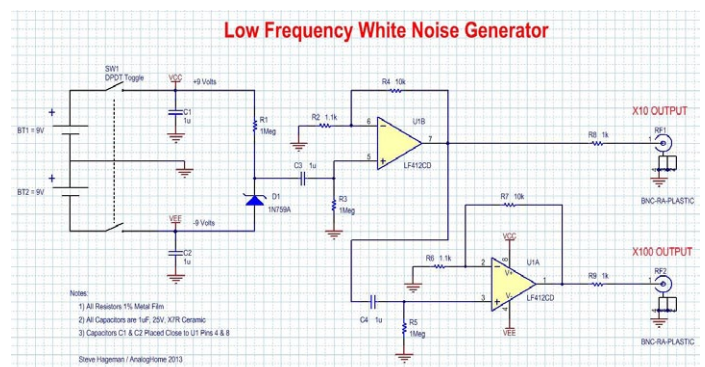 Low Frequency White Noise Generator
SW1
DPDT Toggle
VCC
+9 Volts
R4 10k
+
C1
1u
R1
1Meg
R2 1.1k
6
U1B
X10 OUTPUT
BT1 = 9V
7
R8 1k
RF1
1
C3 1u
5
LF412CD
+
BT2 = 9V
D1
1N759A
R3
1Meg
R7 10k
BNC-RA-PLASTIC
VEE
-9 Volts
VCC
X100 OUTPUT
C2
1u
R6 1.1k
2
8
V+
U1A
1
R9 1k
RF2
1
Notes:
1) All Resistors 1% Metal Film
2) All Capacitors are 1uF, 25V, X7R Ceramic
3) Capacitors C1 & C2 Placed Close to U1 Pins 4 & 8
C4 1u
3
V-
4
LF412CD
R5
1Meg
VEE
BNC-RA-PLASTIC
Steve Hageman / AnalogHome 2013